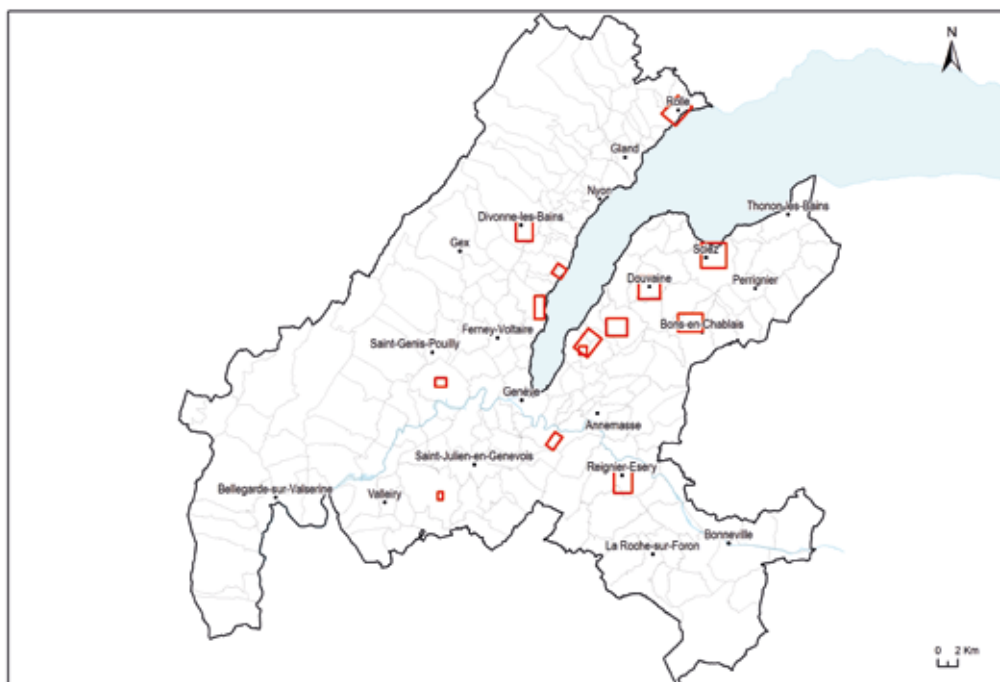 N
Rolle
Gland
Nyon
Thonon-les-Bains
Divonne-les-Bains
Gex
Sciez
Perrignier
Douvaine
Bons-en-Chablais
Ferney-Voltaire
Saint-Genis-Pouilly
Genève
Annemasse
Saint-Julien-en-Genevois
Reignier-Esery
Bellegarde-sur-Valserine
Valleiry
Bonneville
La Roche-sur-Foron
0 2 Km